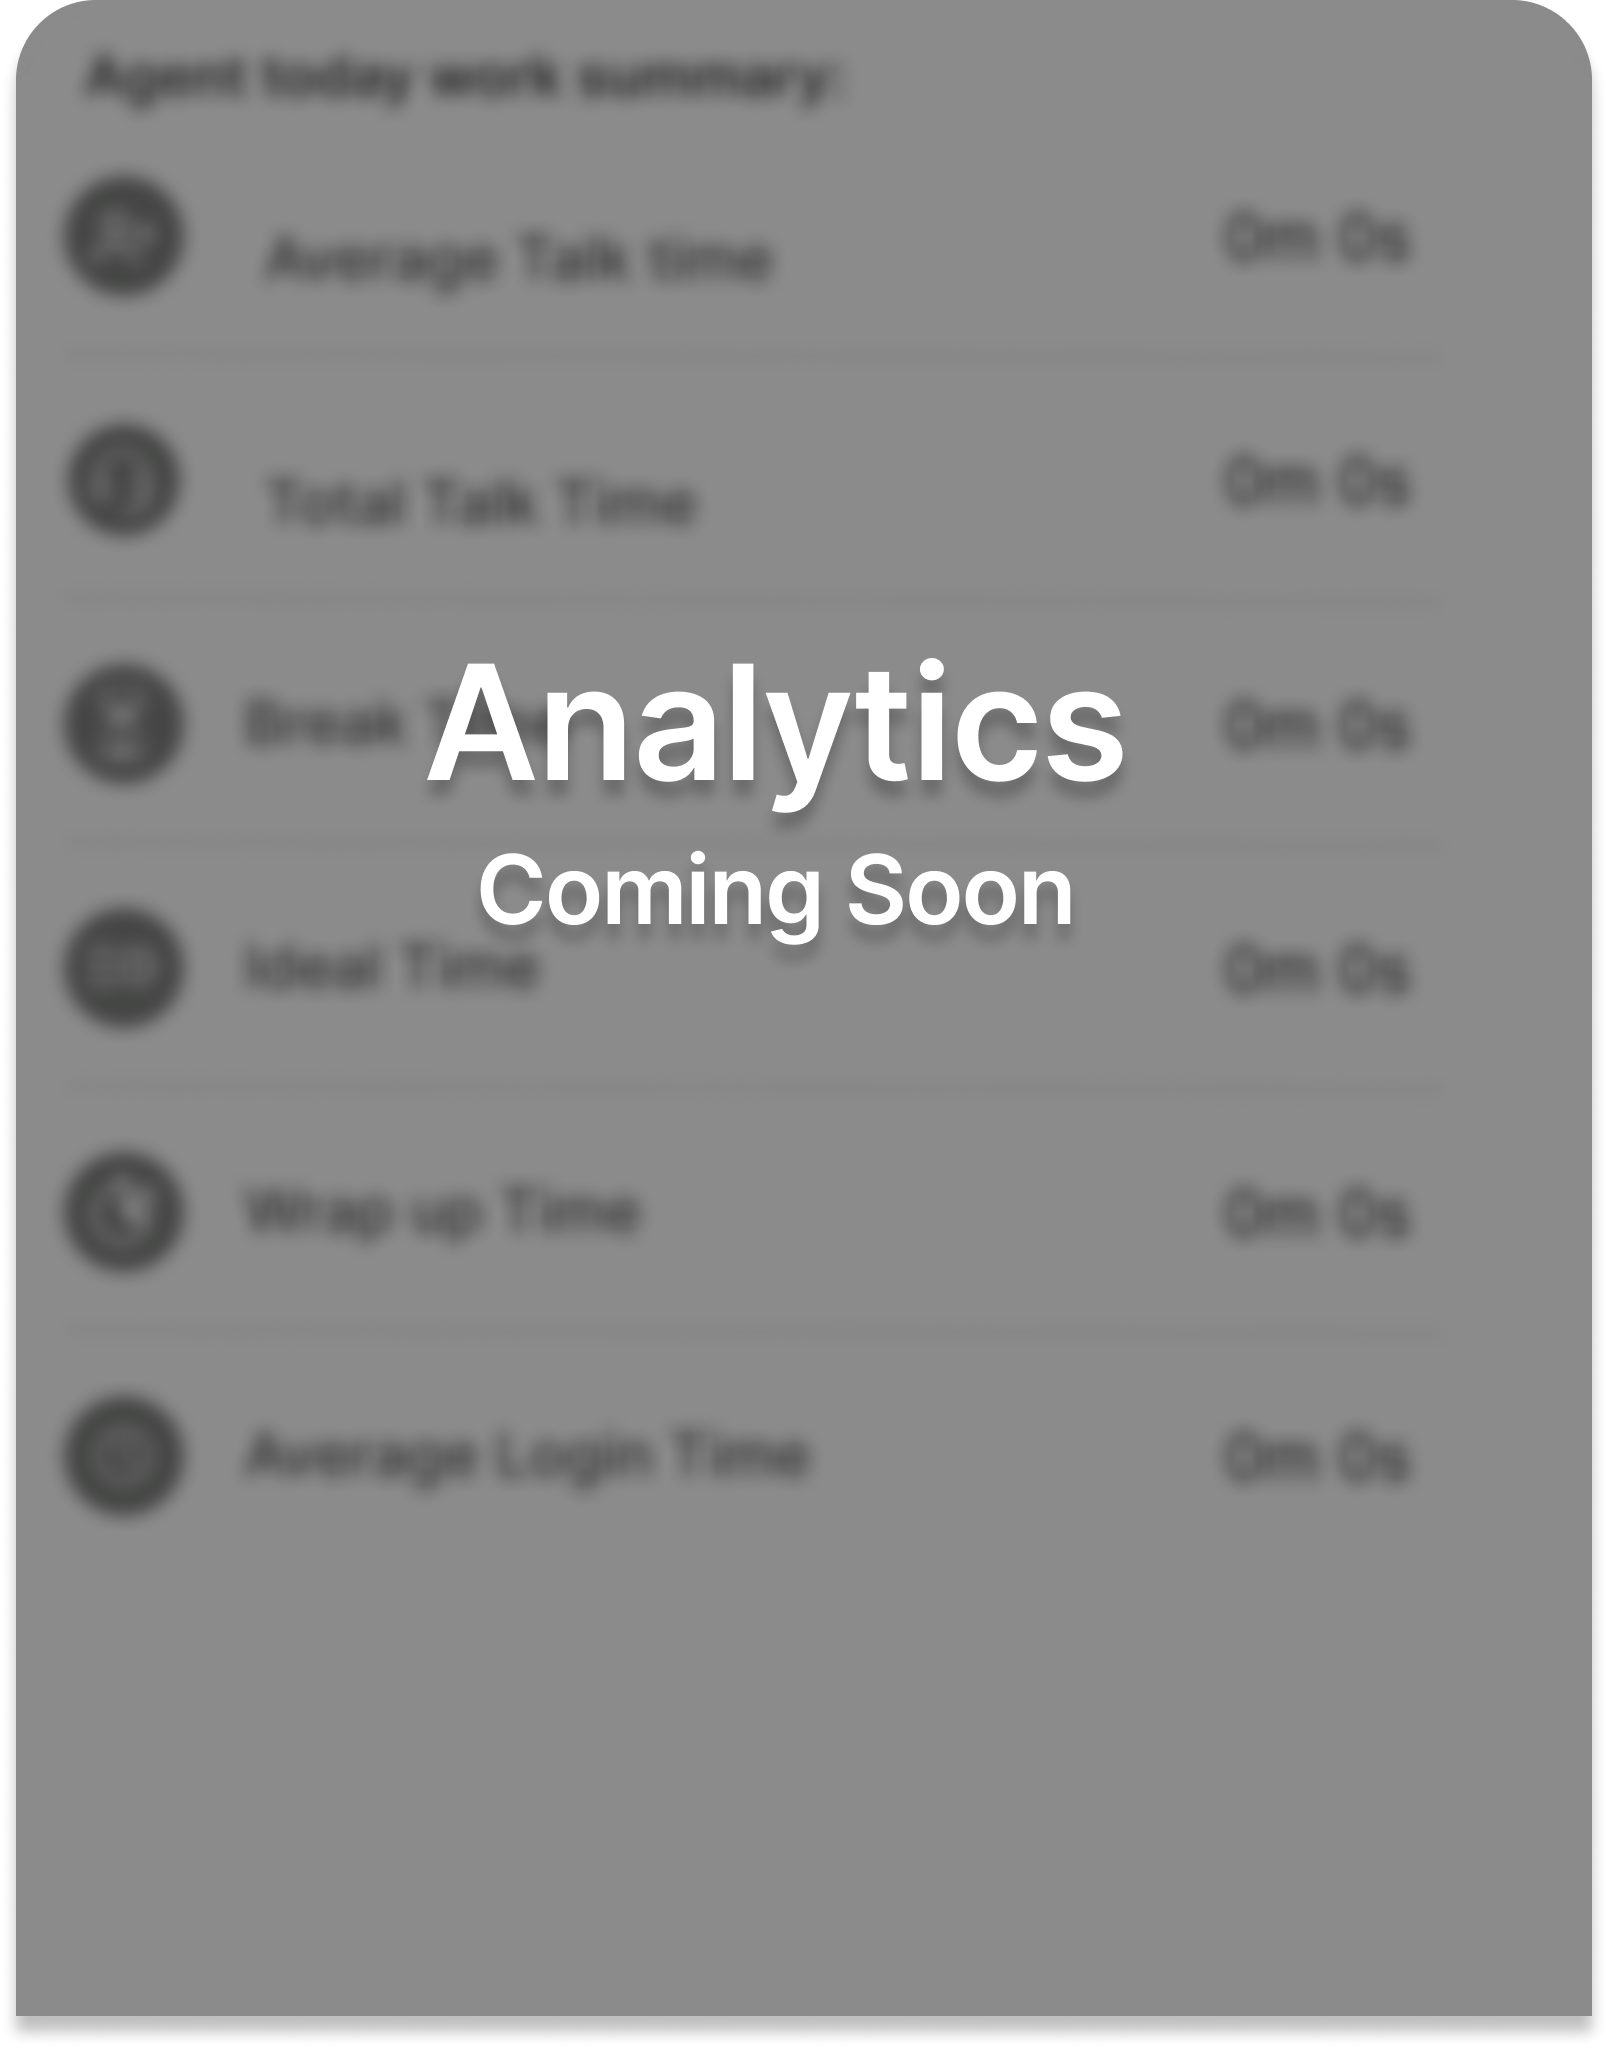 Agent today work summary:
Average Talk time 0m 0s
Total Talk Time 0m 0s
Analytics
Break 0m 0s
Coming Soon
Ideal Time 0m 0s
Wrap up Time 0m 0s
Average Login Time 0m 0s